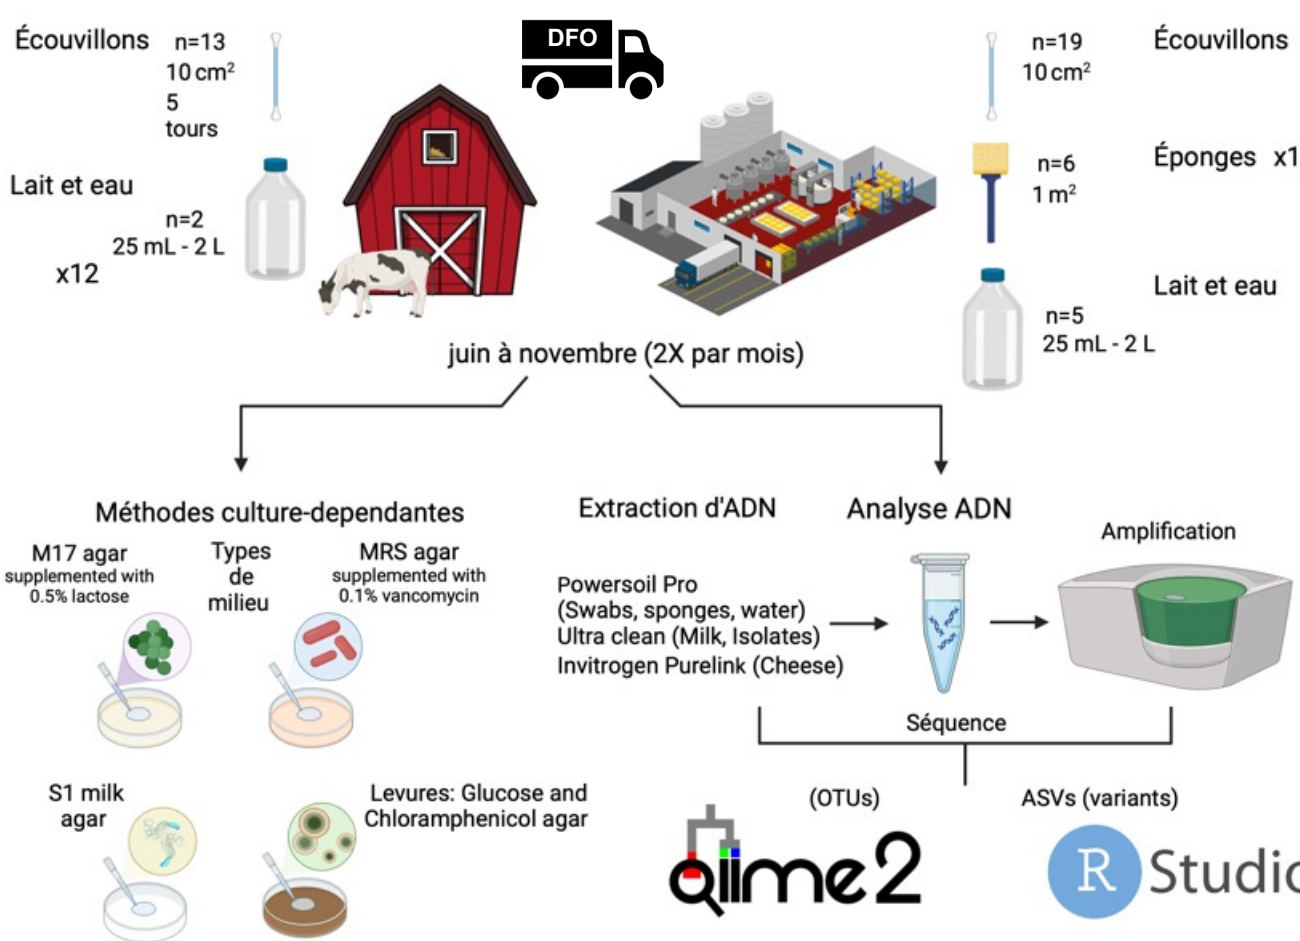 Écouvillons
n=13
10 cm²
5
tours
Lait et eau
n=2
25 mL - 2 L
x12
DFO
n=19
10 cm²
Écouvillons
n=6
1 m²
Éponges x1
Lait et eau
n=5
25 mL - 2 L
juin à novembre (2X par mois)
Méthodes culture-dependantes
M17 agar
supplemented with
0.5% lactose
Types
de
milieu
MRS agar
supplemented with
0.1% vancomycin
S1 milk
agar
Levures: Glucose and
Chloramphenicol agar
Extraction d'ADN
Analyse ADN
Amplification
Powersoil Pro
(Swabs, sponges, water)
Ultra clean (Milk, Isolates)
Invitrogen Purelink (Cheese)
Séquence
(OTUs)
ASVs (variants)
qiime2
R Studio